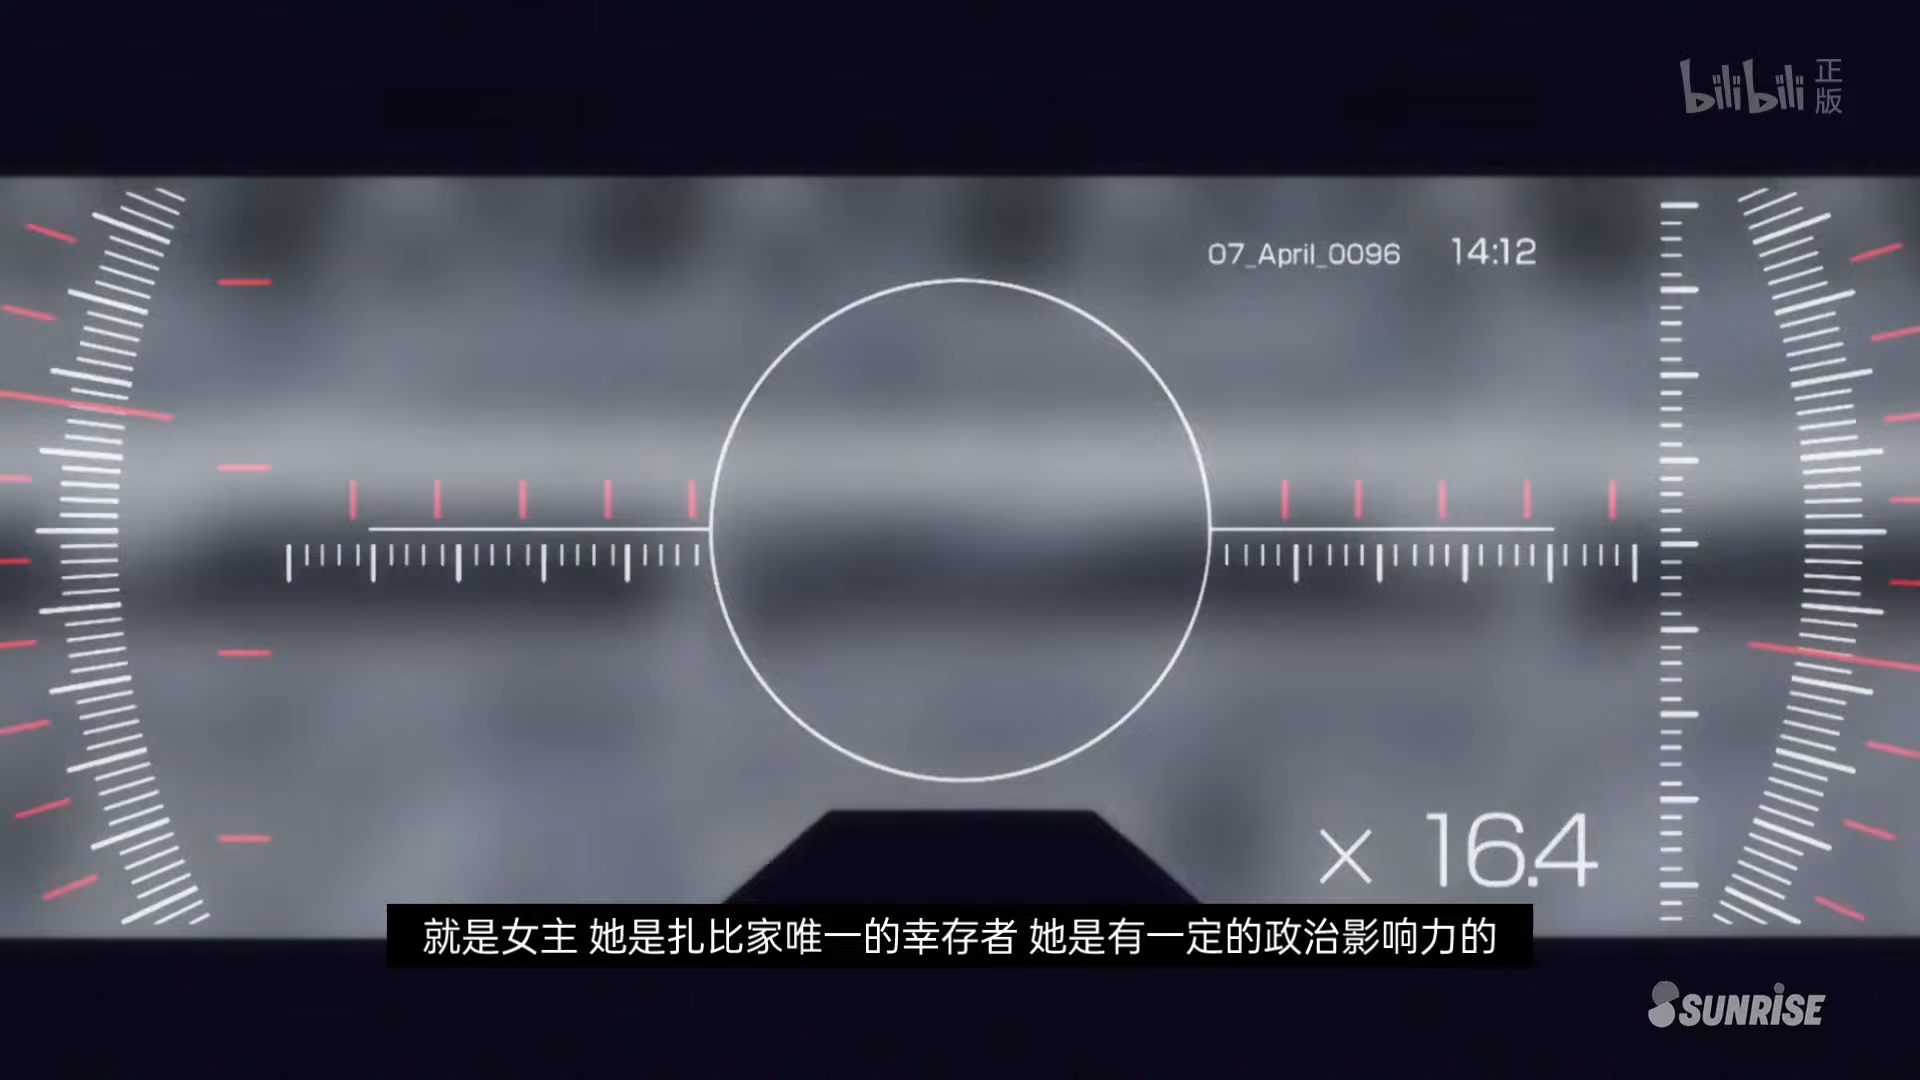 bilibili 正版
07_April_0096 14:12
× 16.4
就是女主 她是扎比家唯一的幸存者 她是有一定的政治影响力的
SUNRISE